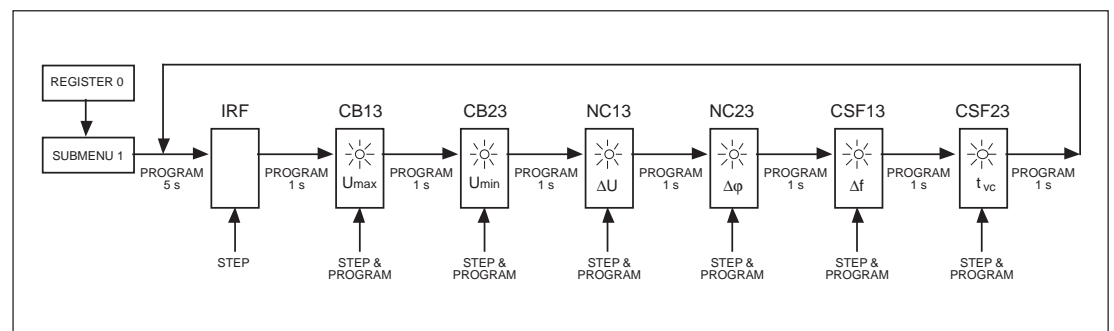 REGISTER 0
SUBMENU 1
PROGRAM
5 s
IRF
STEP
PROGRAM
1 s
CB13
Umax
STEP &
PROGRAM
PROGRAM
1 s
CB23
Umin
STEP &
PROGRAM
PROGRAM
1 s
NC13
ΔU
STEP &
PROGRAM
PROGRAM
1 s
NC23
Δφ
STEP &
PROGRAM
PROGRAM
1 s
CSF13
Δf
STEP &
PROGRAM
PROGRAM
1 s
CSF23
tvc
STEP &
PROGRAM
PROGRAM
1 s